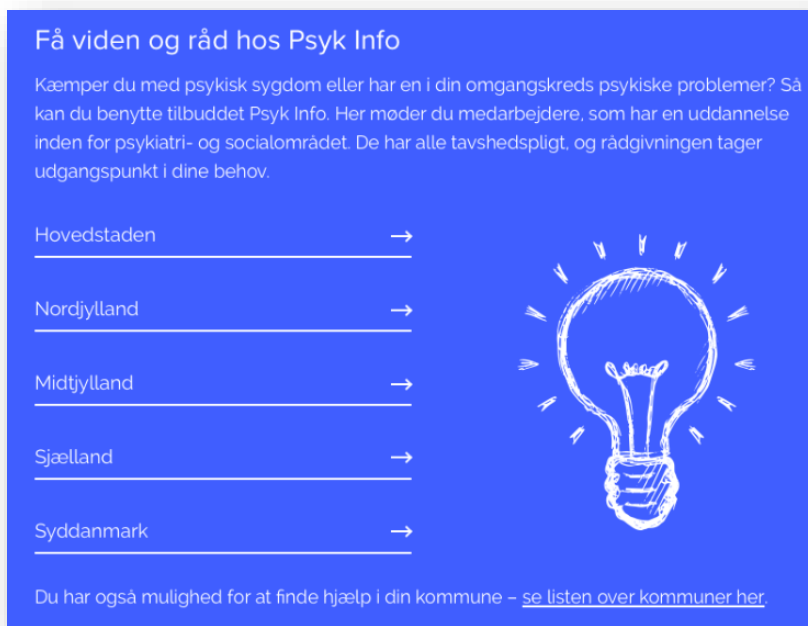 Få viden og råd hos Psyk Info
Kæmper du med psykisk sygdom eller har en i din omgangskreds psykiske problemer? Så
kan du benytte tilbuddet Psyk Info. Her møder du medarbejdere, som har en uddannelse
inden for psykiatri- og socialområdet. De har alle tavshedspligt, og rådgivningen tager
udgangspunkt i dine behov.
Hovedstaden →
Nordjylland →
Midtjylland →
Sjælland →
Syddanmark →
Du har også mulighed for at finde hjælp i din kommune – se listen over kommuner her.